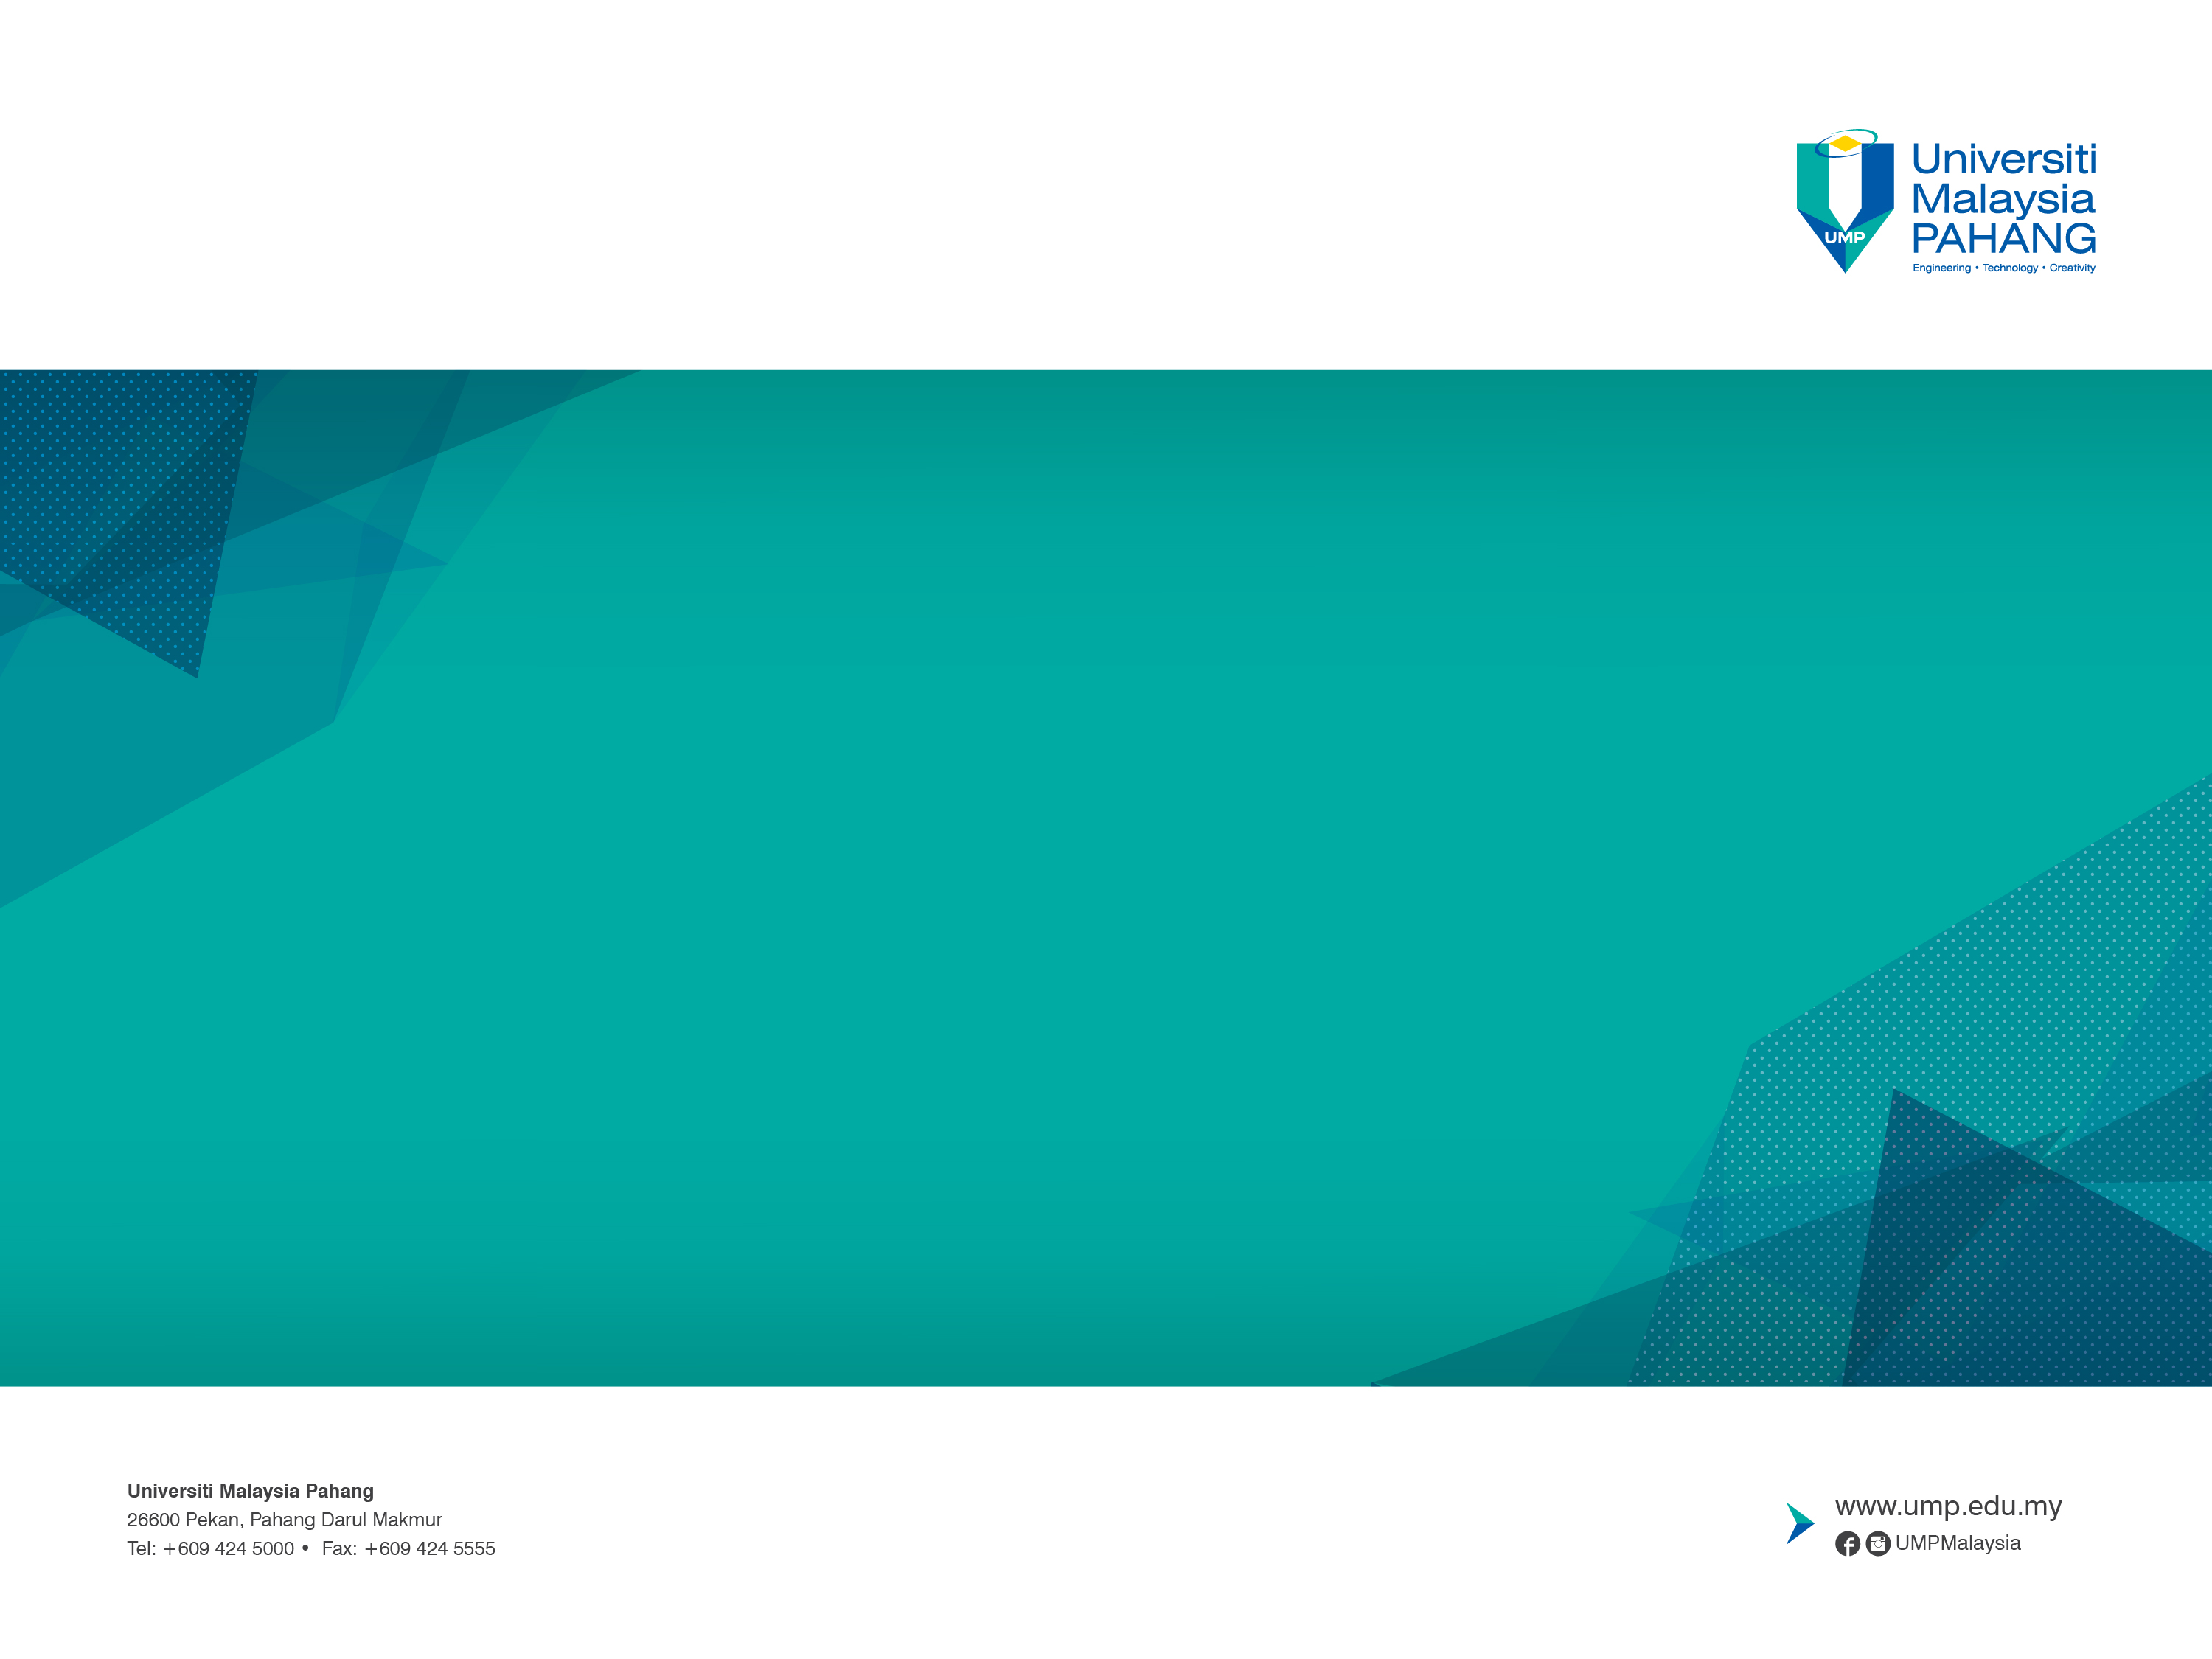 Universiti
Malaysia
PAHANG
Engineering • Technology • Creativity
UMP
Universiti Malaysia Pahang
26600 Pekan, Pahang Darul Makmur
Tel: +609 424 5000 • Fax: +609 424 5555
www.ump.edu.my
UMPMalaysia